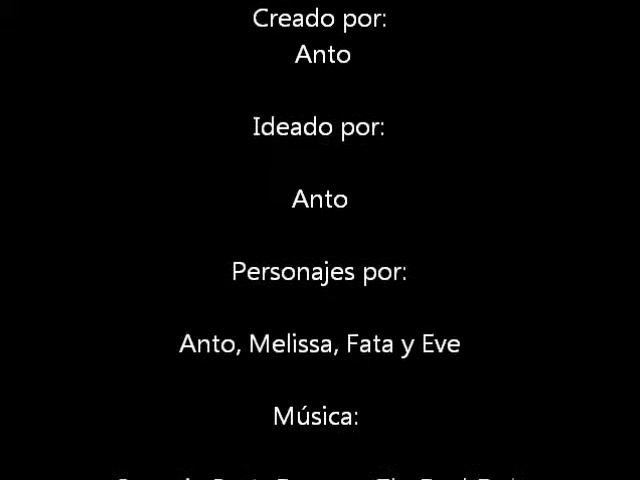 Creado por:
Anto
Ideado por:
Anto
Personajes por:
Anto, Melissa, Fata y Eve
Música: